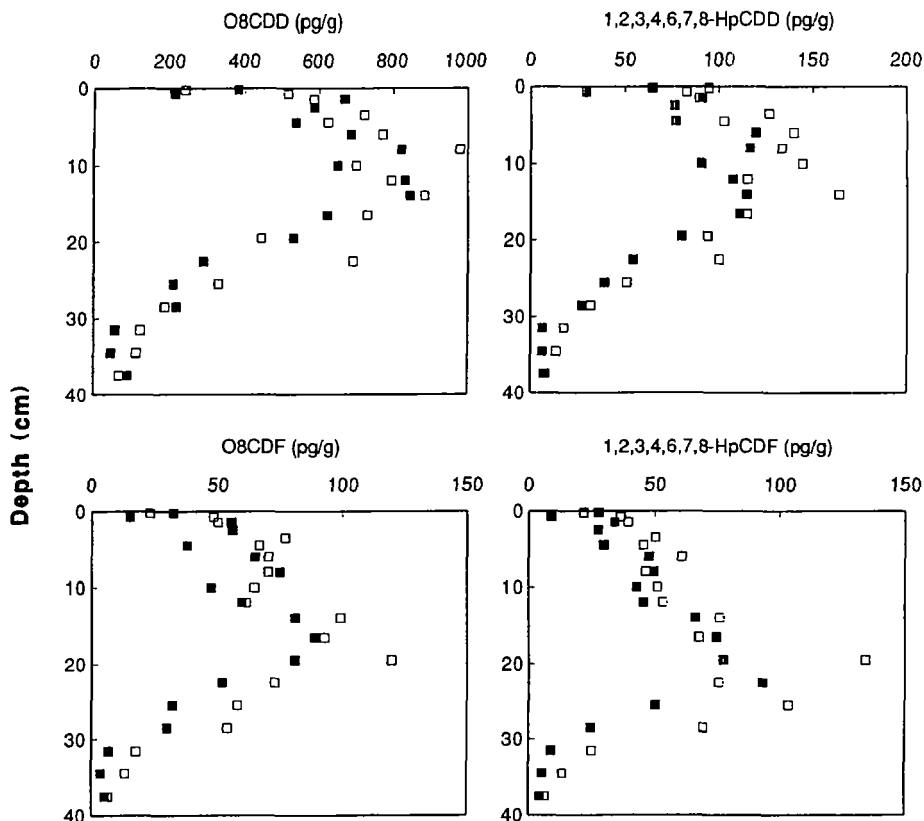 O8CDD (pg/g)
0 200 400 600 800 1000
1,2,3,4,6,7,8-HpCDD (pg/g)
0 50 100 150 200
0
10
20
30
40
0
10
20
30
40
Depth (cm)
O8CDF (pg/g)
0 50 100 150
1,2,3,4,6,7,8-HpCDF (pg/g)
0 50 100 150
0
10
20
30
40
0
10
20
30
40